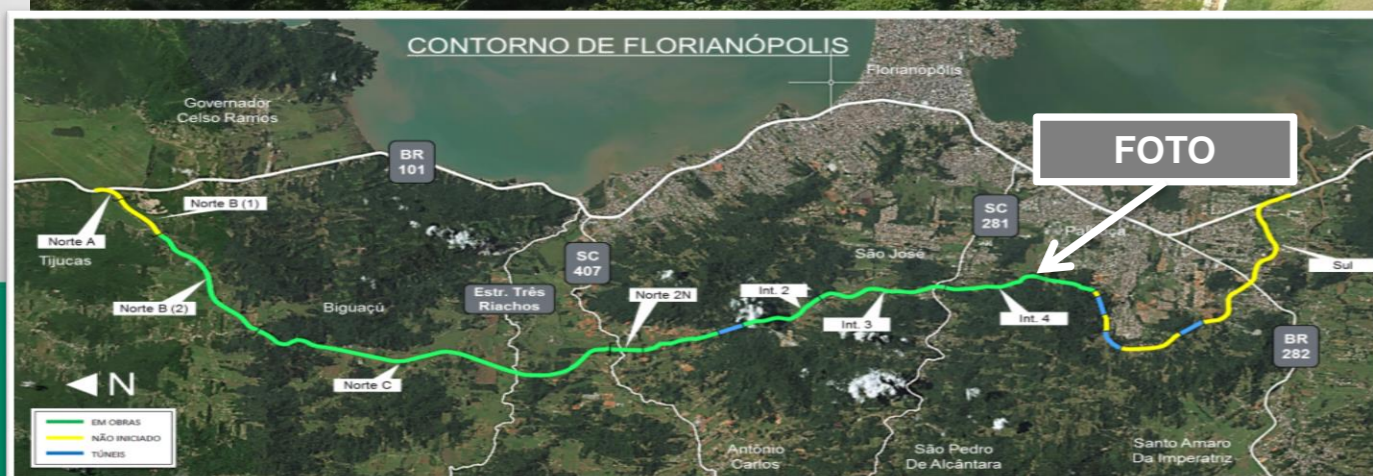 CONTORNO DE FLORIANÓPOLIS
Florianópolis
Governador
Celso Ramos
FOTO
BR
101
Norte B (1)
SC
281
Palhoça
Norte A
Tijucas
São José
Sul
SC
407
Estr. Três
Riachos
Norte 2N
Int. 2
Norte B (2)
Biguaçú
Int. 3
Int. 4
BR
282
N
Norte C
EM OBRAS
NÃO INICIADO
TÚNEIS
Antônio
Carlos
São Pedro
De Alcântara
Santo Amaro
Da Imperatriz